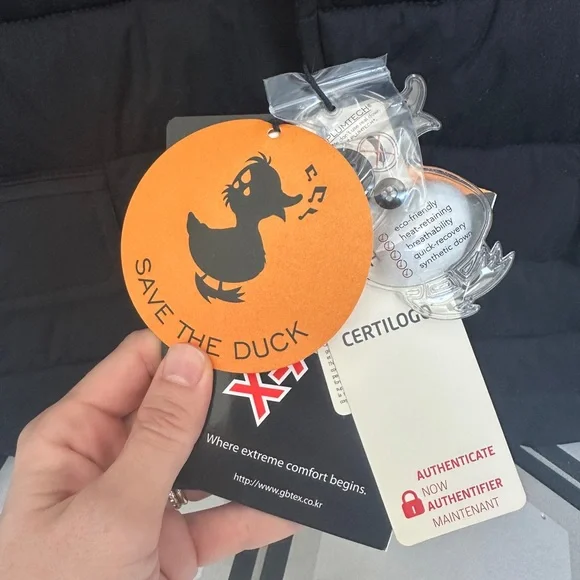 SAVE THE DUCK
PLUMTECH®
eco-friendly
heat-retaining
breathability
quick-recovery
synthetic down
CERTILOGO
AUTHENTICATE
NOW
AUTHENTIFIER
MAINTENANT
Where extreme comfort begins.
http://www.gbtex.co.kr